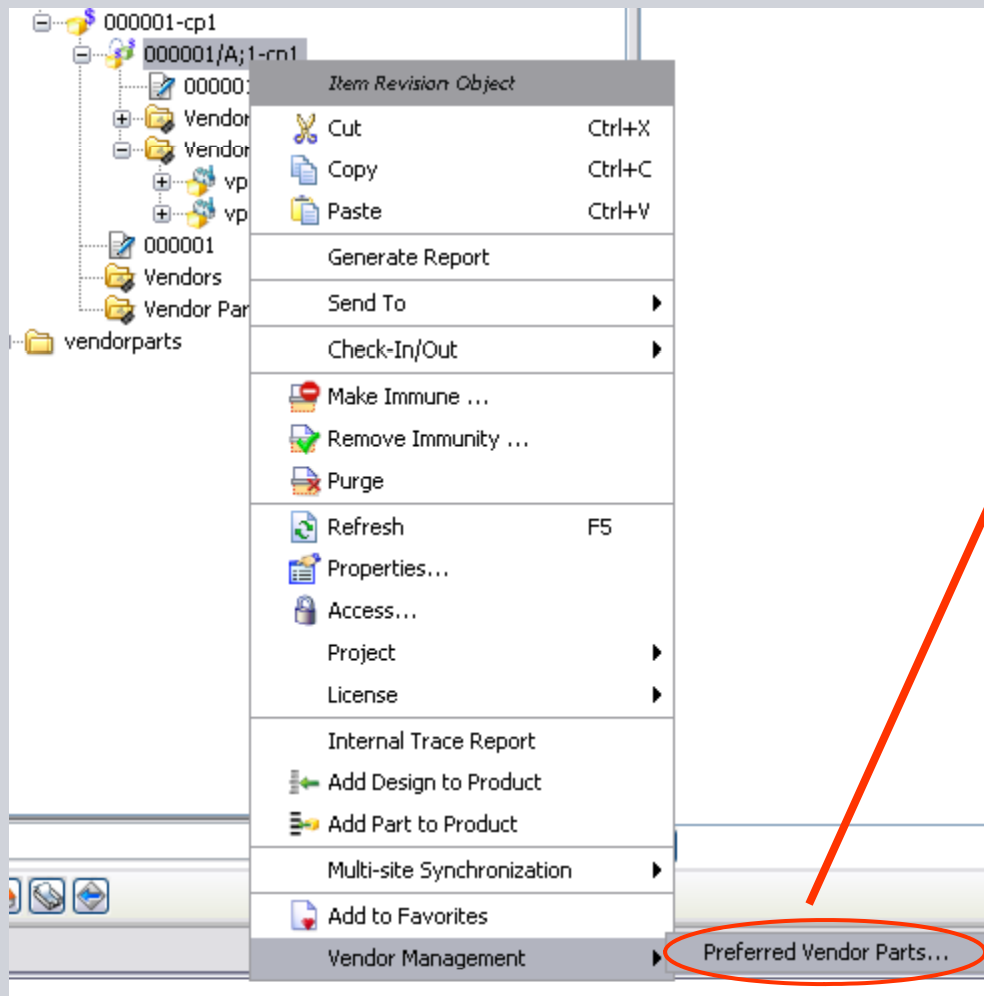 000001-cp1
000001/A;1-cp1
Item Revision Object
Cut Ctrl+X
Vendor
Copy Ctrl+C
Vendor
vp
Paste Ctrl+V
vp
000001
Generate Report
Vendors
Send To
Vendor Par
vendorparts
Check-In/Out
Make Immune ...
Remove Immunity ...
Purge
Refresh F5
Properties...
Access...
Project
License
Internal Trace Report
Add Design to Product
Add Part to Product
Multi-site Synchronization
Add to Favorites
Vendor Management
Preferred Vendor Parts...